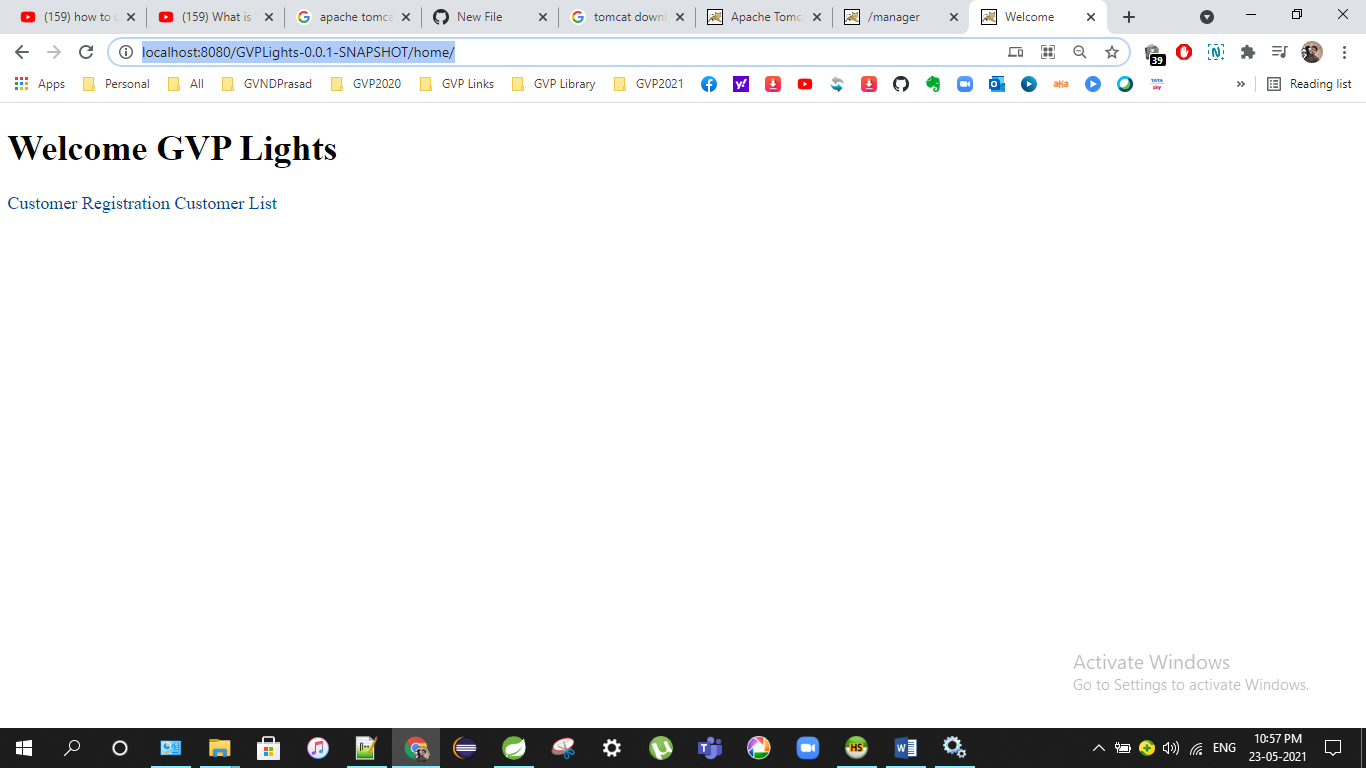 (159) how to
(159) What is
apache tomca
New File
tomcat downl
Apache Tomc
/manager
Welcome
localhost:8080/GVPLights-0.0.1-SNAPSHOT/home/
39
Apps Personal All GVNDPrasad GVP2020 GVP Links GVP Library GVP2021 Reading list
Welcome GVP Lights
Customer Registration Customer List
Activate Windows
Go to Settings to activate Windows.
ENG
10:57 PM
23-05-2021